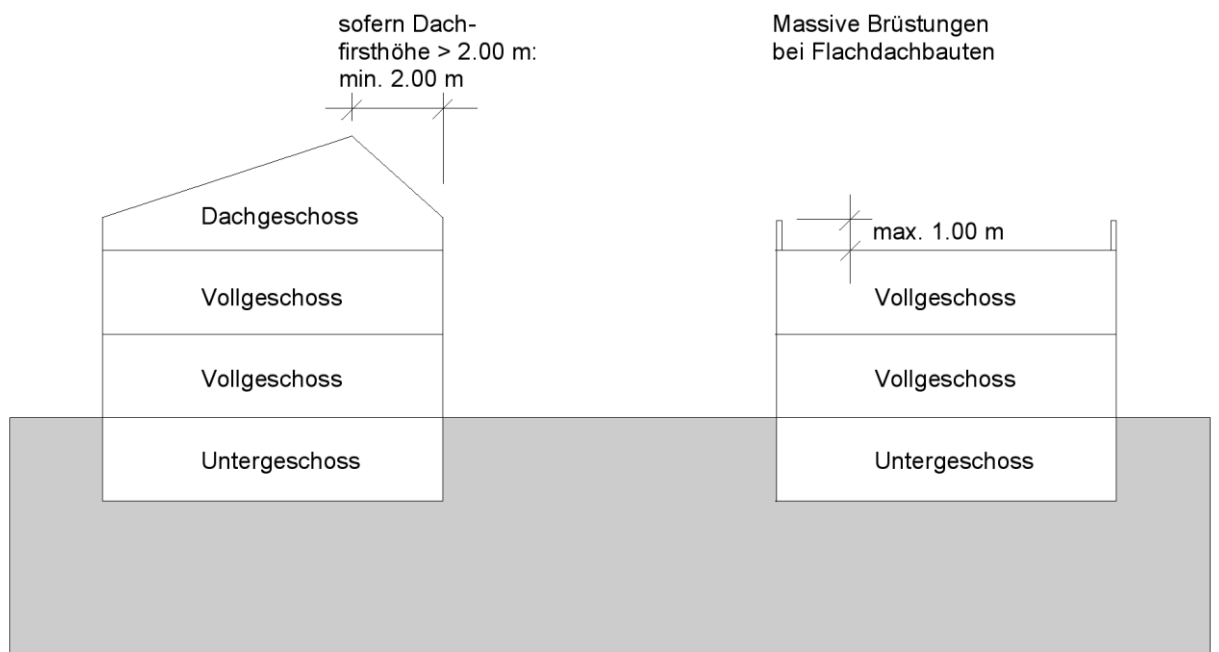 sofern Dach-
firsthöhe > 2.00 m:
min. 2.00 m
Massive Brüstungen
bei Flachdachbauten
Dachgeschoss
Vollgeschoss
Vollgeschoss
Untergeschoss
max. 1.00 m
Vollgeschoss
Vollgeschoss
Untergeschoss